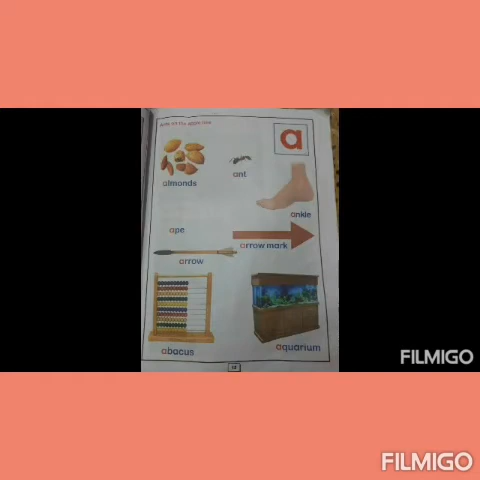 a
almonds
ant
ankle
ape
arrow mark
arrow
abacus
aquarium
FILMIGO
FILMIGO